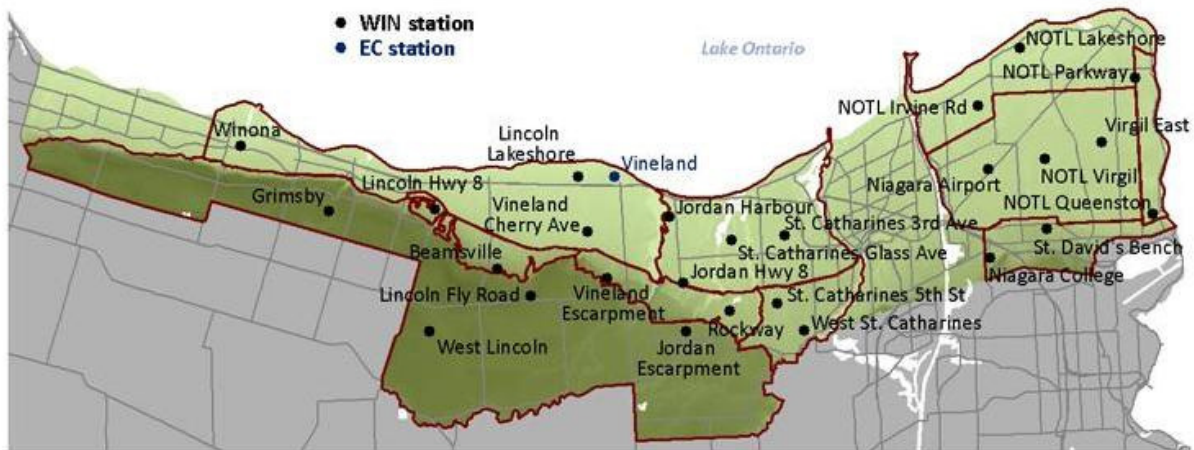 WIN station
EC station
Lake Ontario
NOTL Lakeshore
NOTL Parkway
NOTL Irvine Rd
Winona
Lincoln
Lakeshore
Vineland
Virgil East
Grimsby
Lincoln Hwy 8
Niagara Airport
NOTL Virgil
Vineland
Cherry Ave
Jordan Harbour
NOTL Queenston
St. Catharines 3rd Ave
St. Catharines Glass Ave
St. David's Bench
Beamsville
Jordan Hwy 8
Niagara College
Lincoln Fly Road
Vineland
Escarpment
St. Catharines 5th St
Rockway
West St. Catharines
West Lincoln
Jordan
Escarpment